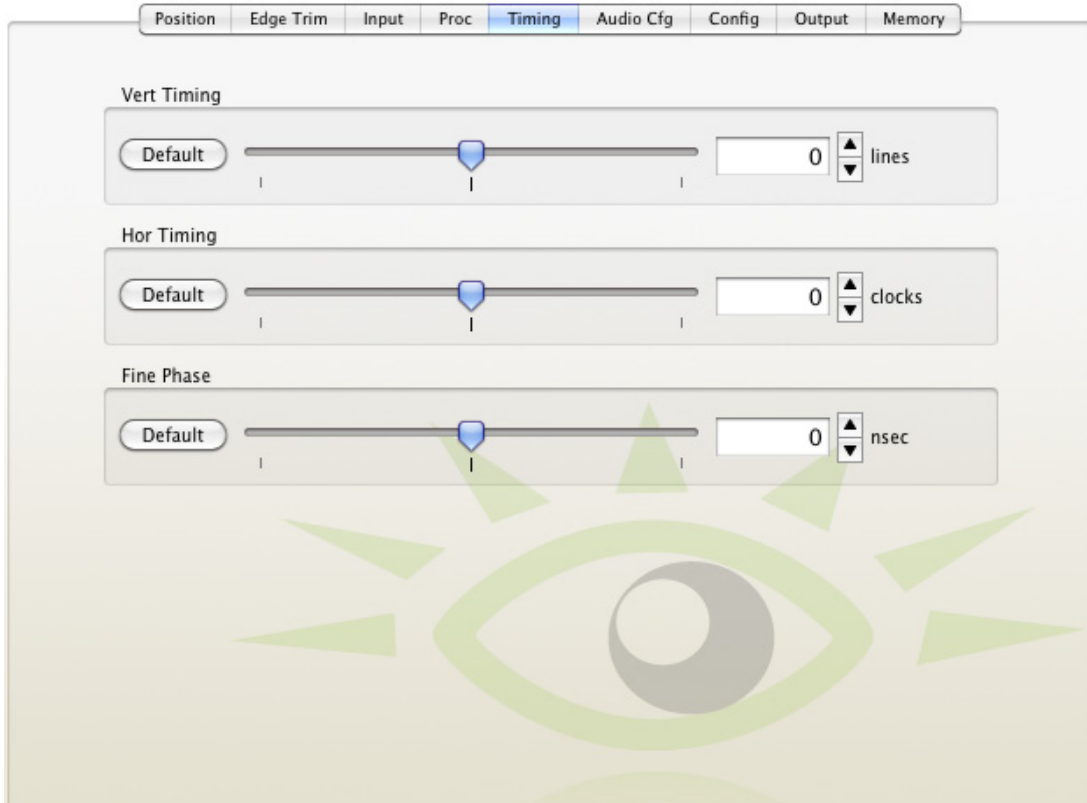 Position Edge Trim Input Proc Timing Audio Cfg Config Output Memory
Vert Timing
Default 0 lines
Hor Timing
Default 0 clocks
Fine Phase
Default 0 nsec